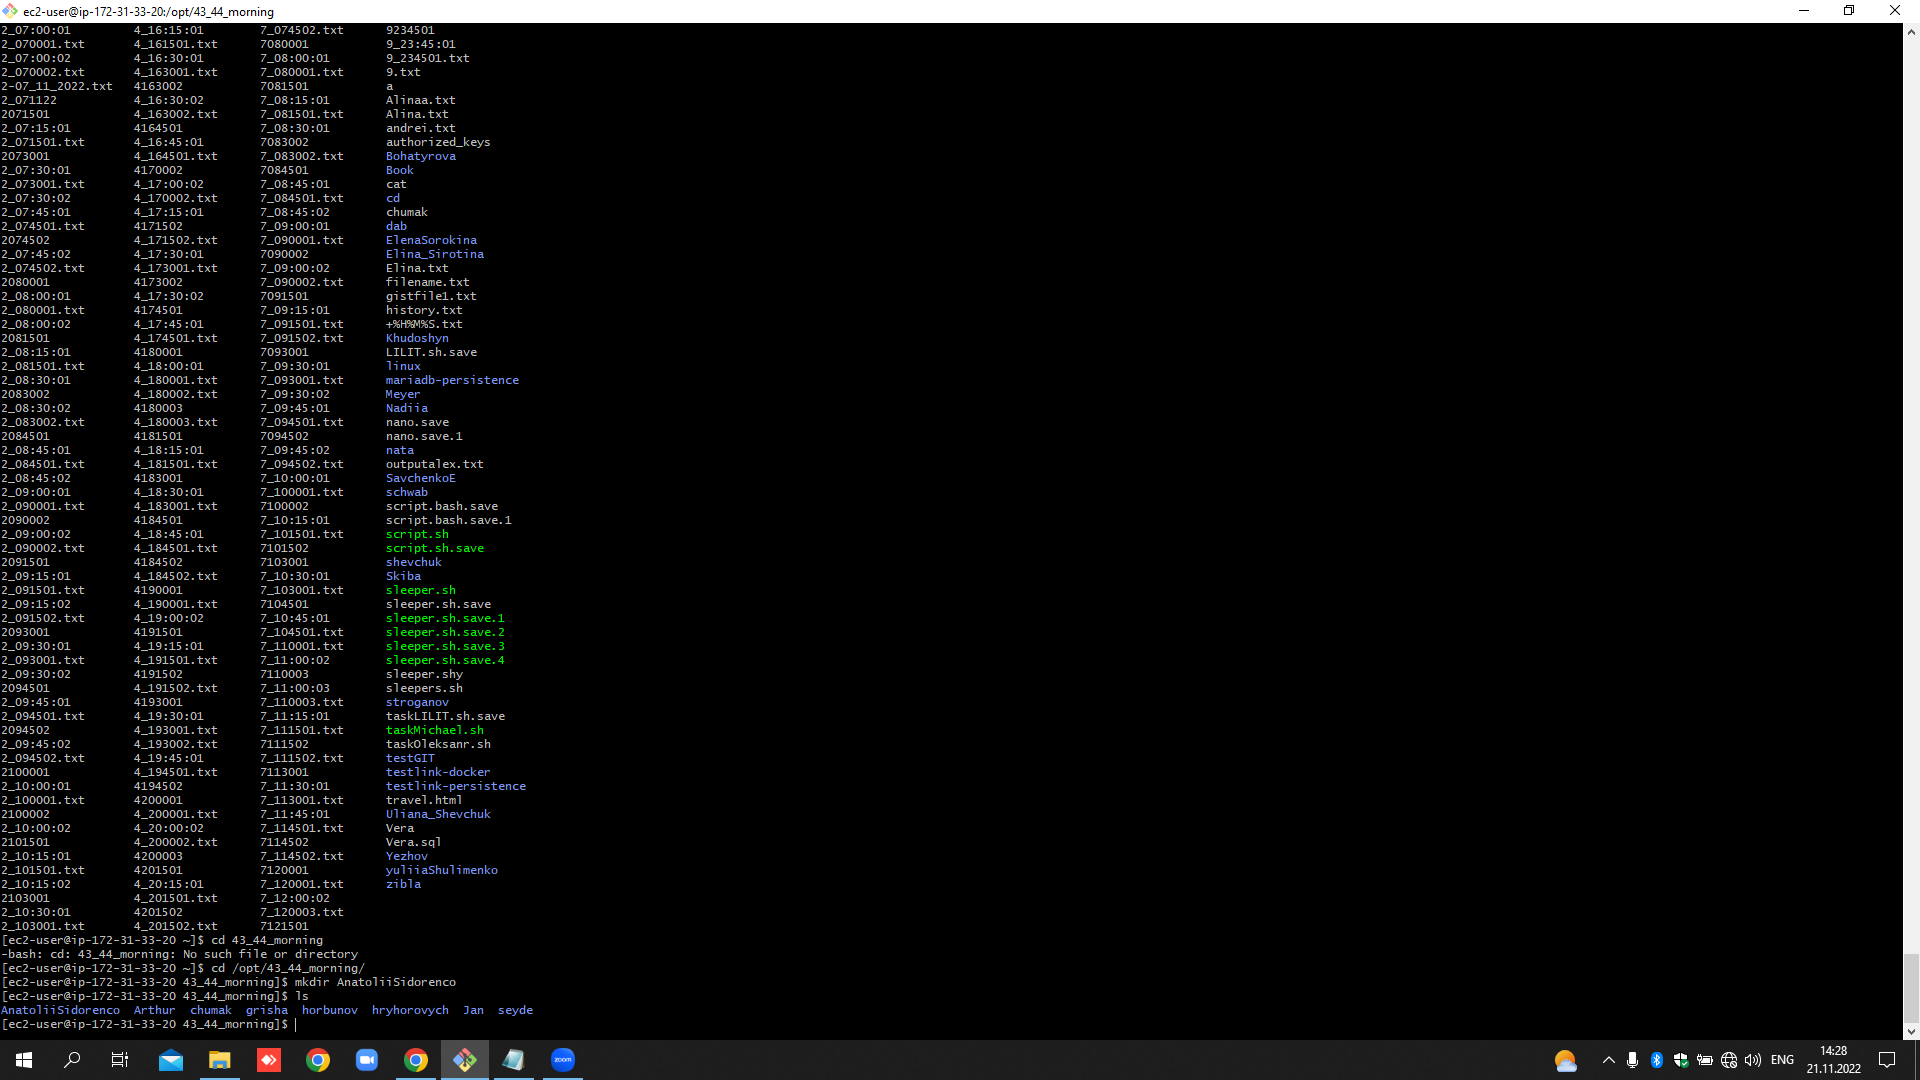 ec2-user@ip-172-31-33-20:/opt/43_44_morning
2_07:00:01 4_16:15:01 7_074502.txt 9234501
2_070001.txt 4_161501.txt 7080001 9_23:45:01
2_07:00:02 4_16:30:01 7_08:00:01 9_234501.txt
2_070002.txt 4_163001.txt 7_080001.txt 9.txt
2-07_11_2022.txt 4163002 7081501 a
2_071122 4_16:30:02 7_08:15:01 Alinaa.txt
2071501 4_163002.txt 7_081501.txt Alina.txt
2_07:15:01 4164501 7_08:30:01 andrei.txt
2_071501.txt 4_16:45:01 7083002 authorized_keys
2073001 4_164501.txt 7_083002.txt Bohatyrova
2_07:30:01 4170002 7084501 Book
2_073001.txt 4_17:00:02 7_08:45:01 cat
2_07:30:02 4_170002.txt 7_084501.txt cd
2_07:45:01 4_17:15:01 7_08:45:02 chumak
2_074501.txt 4171502 7_09:00:01 dab
2074502 4_171502.txt 7_090001.txt ElenaSorokina
2_07:45:02 4_17:30:01 7090002 Elina_Sirotina
2_074502.txt 4_173001.txt 7_09:00:02 Elina.txt
2080001 4173002 7_090002.txt filename.txt
2_08:00:01 4_17:30:02 7091501 gistfile1.txt
2_080001.txt 4174501 7_09:15:01 history.txt
2_08:00:02 4_17:45:01 7_091501.txt +%H%M%S.txt
2081501 4_174501.txt 7_091502.txt Khudoshyn
2_08:15:01 4180001 7093001 LILIT.sh.save
2_081501.txt 4_18:00:01 7_09:30:01 linux
2_08:30:01 4_180001.txt 7_093001.txt mariadb-persistence
2083002 4_180002.txt 7_09:30:02 Meyer
2_08:30:02 4180003 7_09:45:01 Nadiia
2_083002.txt 4_180003.txt 7_094501.txt nano.save
2084501 4181501 7094502 nano.save.1
2_08:45:01 4_18:15:01 7_09:45:02 nata
2_084501.txt 4_181501.txt 7_094502.txt outputalex.txt
2_08:45:02 4183001 7_10:00:01 SavchenkoE
2_09:00:01 4_18:30:01 7_100001.txt schwab
2_090001.txt 4_183001.txt 7100002 script.bash.save
2090002 4184501 7_10:15:01 script.bash.save.1
2_09:00:02 4_18:45:01 7_101501.txt script.sh
2_090002.txt 4_184501.txt 7101502 script.sh.save
2091501 4184502 7103001 shevchuk
2_09:15:01 4_184502.txt 7_10:30:01 Skiba
2_091501.txt 4190001 7_103001.txt sleeper.sh
2_09:15:02 4_190001.txt 7104501 sleeper.sh.save
2_091502.txt 4_19:00:02 7_10:45:01 sleeper.sh.save.1
2093001 4191501 7_104501.txt sleeper.sh.save.2
2_09:30:01 4_19:15:01 7_110001.txt sleeper.sh.save.3
2_093001.txt 4_191501.txt 7_11:00:02 sleeper.sh.save.4
2_09:30:02 4191502 7110003 sleeper.shy
2094501 4_191502.txt 7_11:00:03 sleepers.sh
2_09:45:01 4193001 7_110003.txt stroganov
2_094501.txt 4_19:30:01 7_11:15:01 taskLILIT.sh.save
2094502 4_193001.txt 7_111501.txt taskMichael.sh
2_09:45:02 4_193002.txt 7111502 taskOleksanr.sh
2_094502.txt 4_19:45:01 7_111502.txt testGIT
2100001 4_194501.txt 7113001 testlink-docker
2_10:00:01 4194502 7_11:30:01 testlink-persistence
2_100001.txt 4200001 7_113001.txt travel.html
2100002 4_200001.txt 7_11:45:01 Uliana_Shevchuk
2_10:00:02 4_20:00:02 7_114501.txt Vera
2101501 4_200002.txt 7114502 Vera.sql
2_10:15:01 4200003 7_114502.txt Yezhov
2_101501.txt 4201501 7120001 yuliiaShulimenko
2_10:15:02 4_20:15:01 7_120001.txt zibla
2103001 4_201501.txt 7_12:00:02
2_10:30:01 4201502 7_120003.txt
2_103001.txt 4_201502.txt 7121501
[ec2-user@ip-172-31-33-20 ~]$ cd 43_44_morning
-bash: cd: 43_44_morning: No such file or directory
[ec2-user@ip-172-31-33-20 ~]$ cd /opt/43_44_morning/
[ec2-user@ip-172-31-33-20 43_44_morning]$ mkdir AnatoliiSidorenco
[ec2-user@ip-172-31-33-20 43_44_morning]$ ls
AnatoliiSidorenco Arthur chumak grisha horbunov hryhorovych Jan seyde
[ec2-user@ip-172-31-33-20 43_44_morning]$
zoom
ENG
14:28
21.11.2022